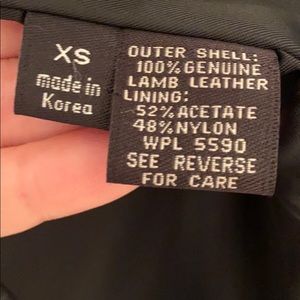 XS
made in
Korea
OUTER SHELL:
100% GENUINE
LAMB LEATHER
LINING:
52% ACETATE
48% NYLON
WPL 5590
SEE REVERSE
FOR CARE